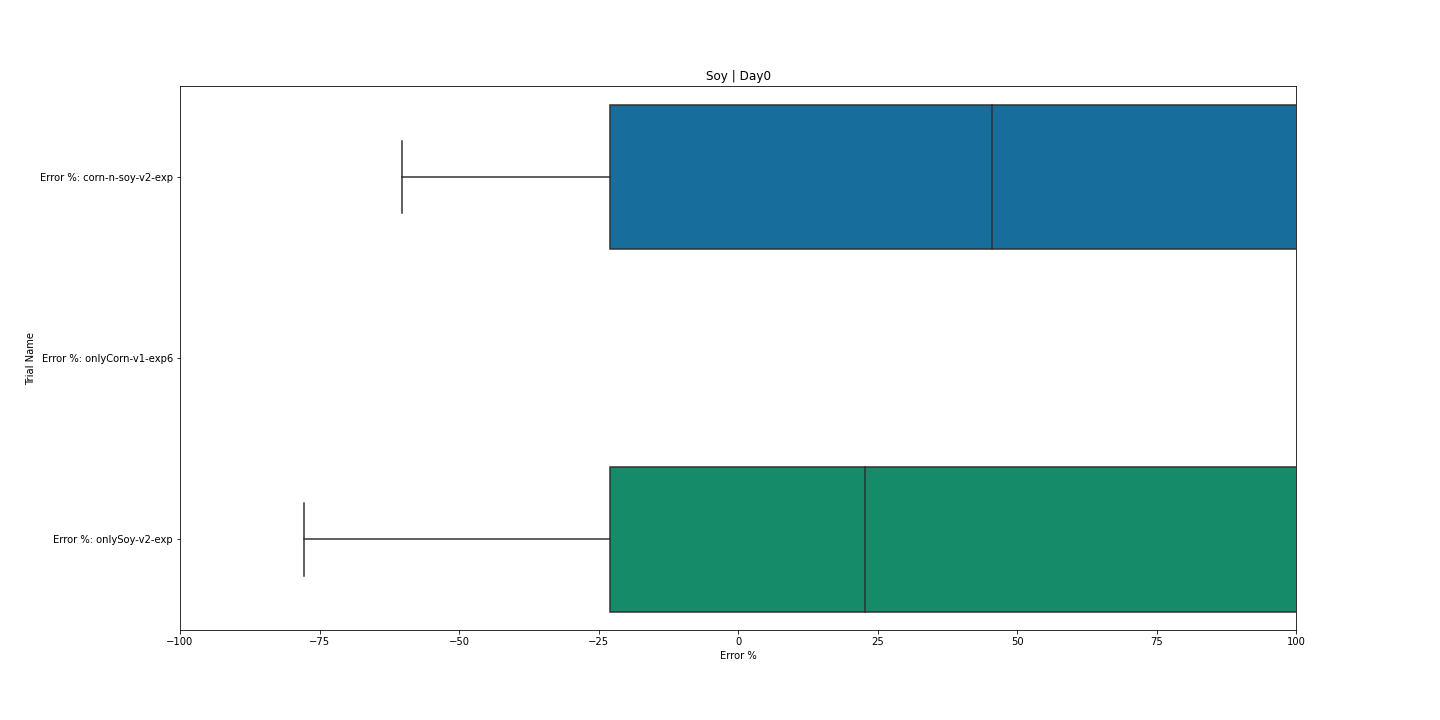 Soy | Day0
Error %: corn-n-soy-v2-exp
Trial Name
Error %: onlyCorn-v1-exp6
Error %: onlySoy-v2-exp
−100 −75 −50 −25 0 25 50 75 100
Error %